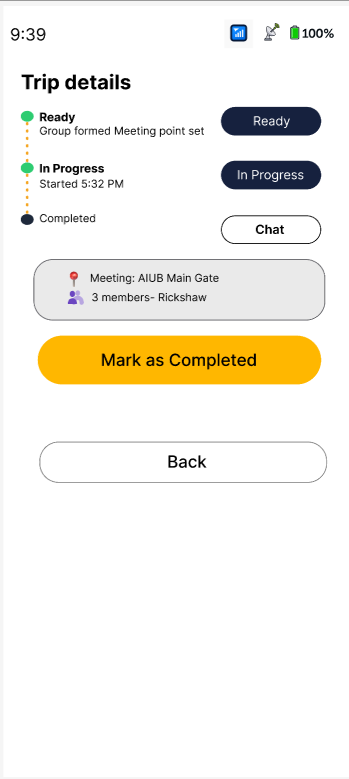 9:39
100%
Trip details
Ready
Group formed Meeting point set
Ready
In Progress
Started 5:32 PM
In Progress
Completed
Chat
Meeting: AIUB Main Gate
3 members- Rickshaw
Mark as Completed
Back